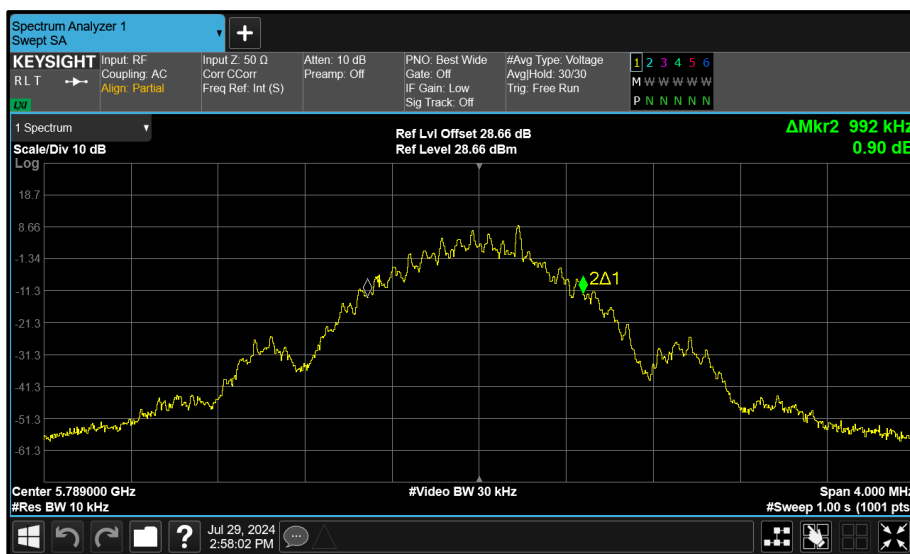 Spectrum Analyzer 1
Swept SA
+
KEYSIGHT
RLT
LXI
Input: RF
Coupling: AC
Align: Partial
Input Z: 50 Ω
Corr CCorr
Freq Ref: Int (S)
Atten: 10 dB
Preamp: Off
PNO: Best Wide
Gate: Off
IF Gain: Low
Sig Track: Off
#Avg Type: Voltage
Avg|Hold: 30/30
Trig: Free Run
1 2 3 4 5 6
M W W W W W
P N N N N N
1 Spectrum
Scale/Div 10 dB
Log
Ref Lvl Offset 28.66 dB
Ref Level 28.66 dBm
ΔMkr2 992 kHz
0.90 dB
18.7
8.66
-1.34
-11.3
-21.3
-31.3
-41.3
-51.3
-61.3
2Δ1
Center 5.789000 GHz
#Res BW 10 kHz
#Video BW 30 kHz
Span 4.000 MHz
#Sweep 1.00 s (1001 pts
?
Jul 29, 2024
2:58:02 PM